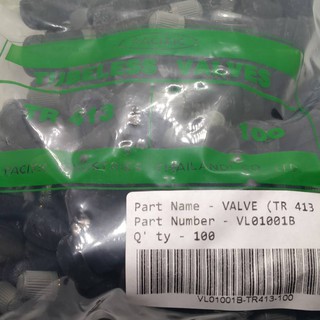 TUBELESS VALVES
TR 413
100
Part Name - VALVE (TR 413
Part Number - VL01001B
Q' ty - 100
VL01001B-TR413-100